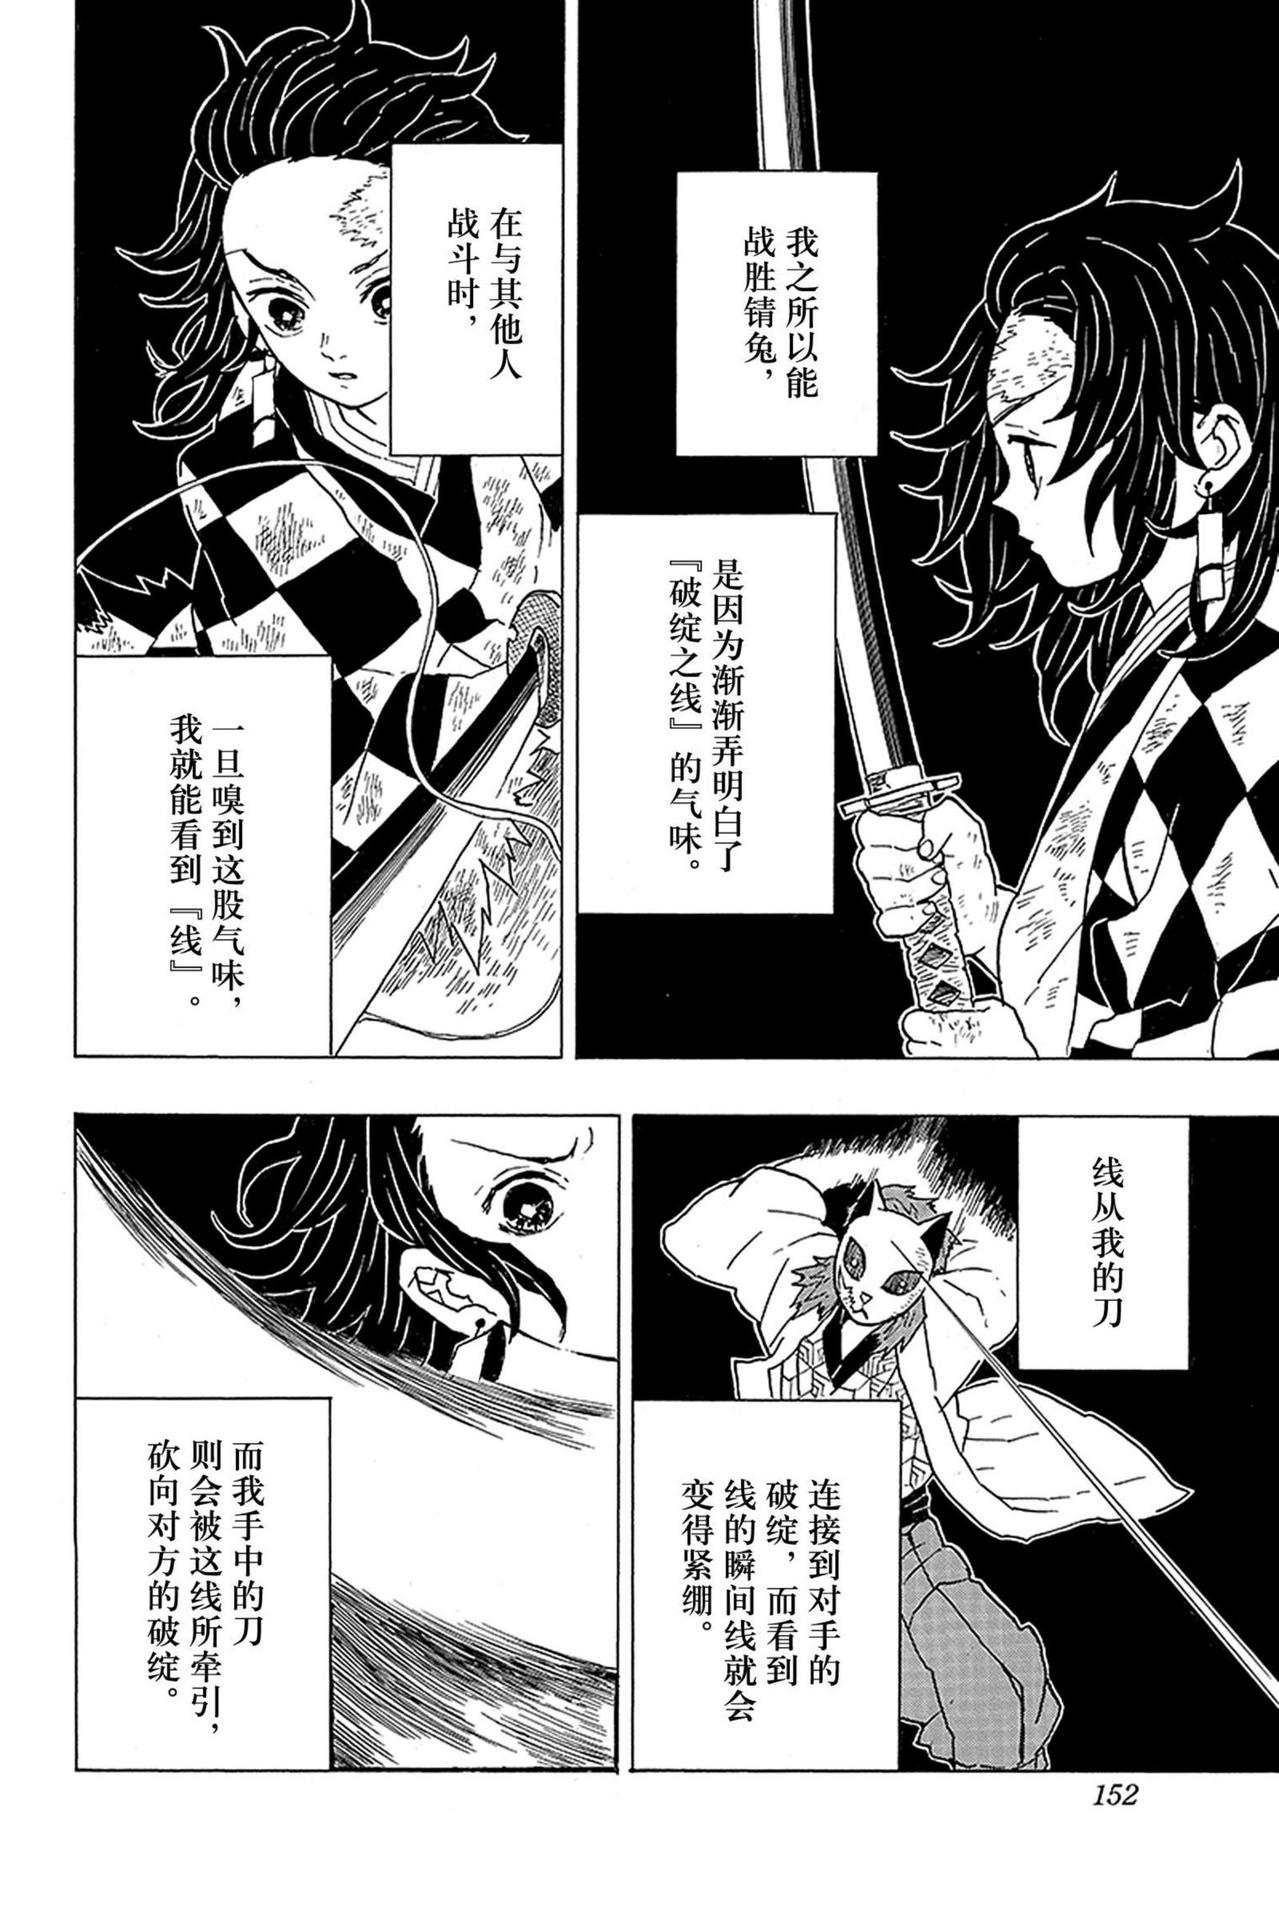 我之所以能
战胜锖兔，
是因为渐渐弄明白了
『破绽之线』的气味。
在与其他人
战斗时，
一旦嗅到这股气味，
我就能看到『线』。
线从我的刀
连接到对手的
破绽，而看到
线的瞬间线就会
变得紧绷。
而我手中的刀
则会被这线所牵引，
砍向对方的破绽。
152